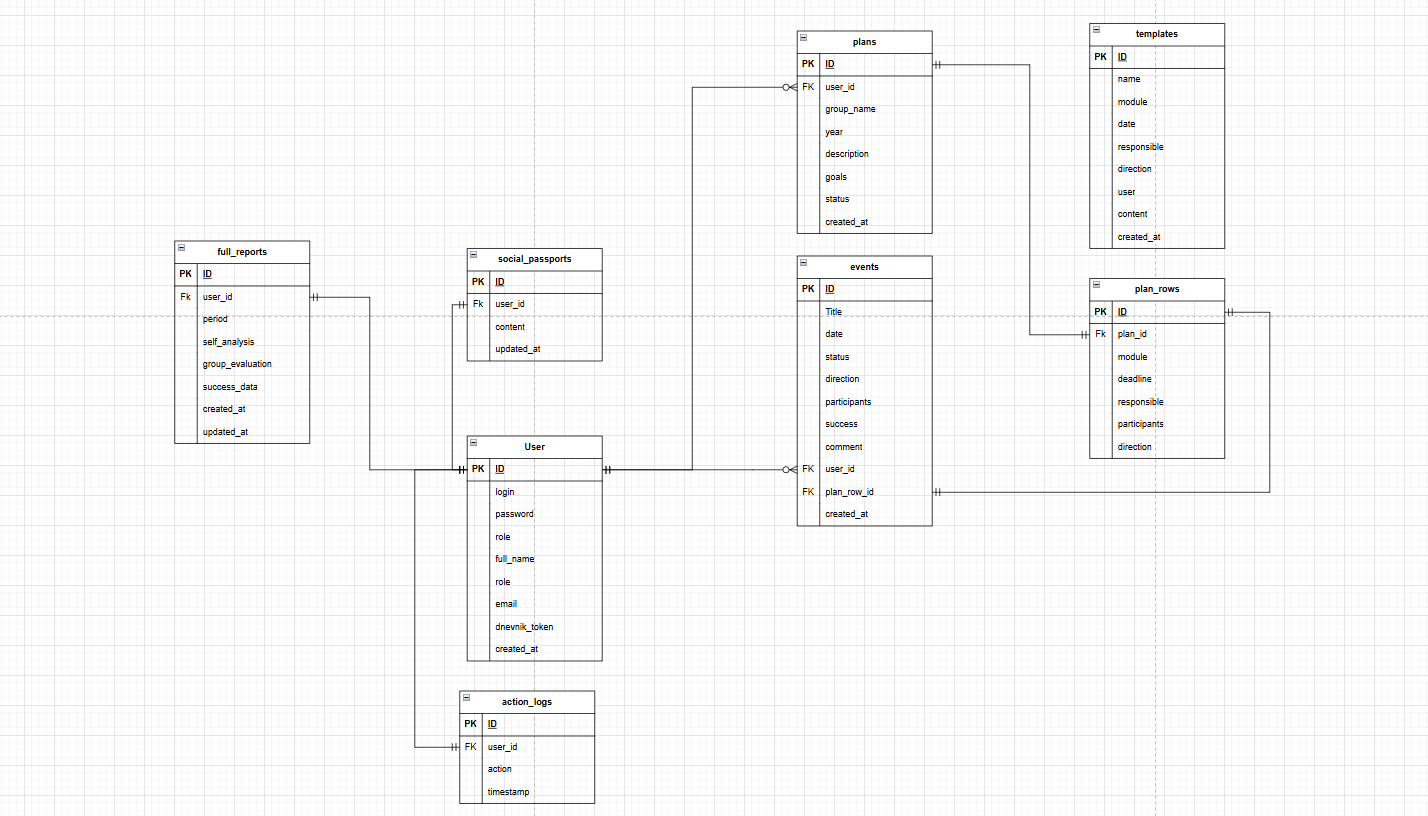 plans
PK ID
FK user_id
group_name
year
description
goals
status
created_at
templates
PK ID
name
module
date
responsible
direction
user
content
created_at
full_reports
PK ID
Fk user_id
period
self_analysis
group_evaluation
success_data
created_at
updated_at
social_passports
PK ID
Fk user_id
content
updated_at
events
PK ID
Title
date
status
direction
participants
success
comment
FK user_id
FK plan_row_id
created_at
plan_rows
PK ID
Fk plan_id
module
deadline
responsible
participants
direction
User
PK ID
login
password
role
full_name
role
email
dnevnik_token
created_at
action_logs
PK ID
FK user_id
action
timestamp